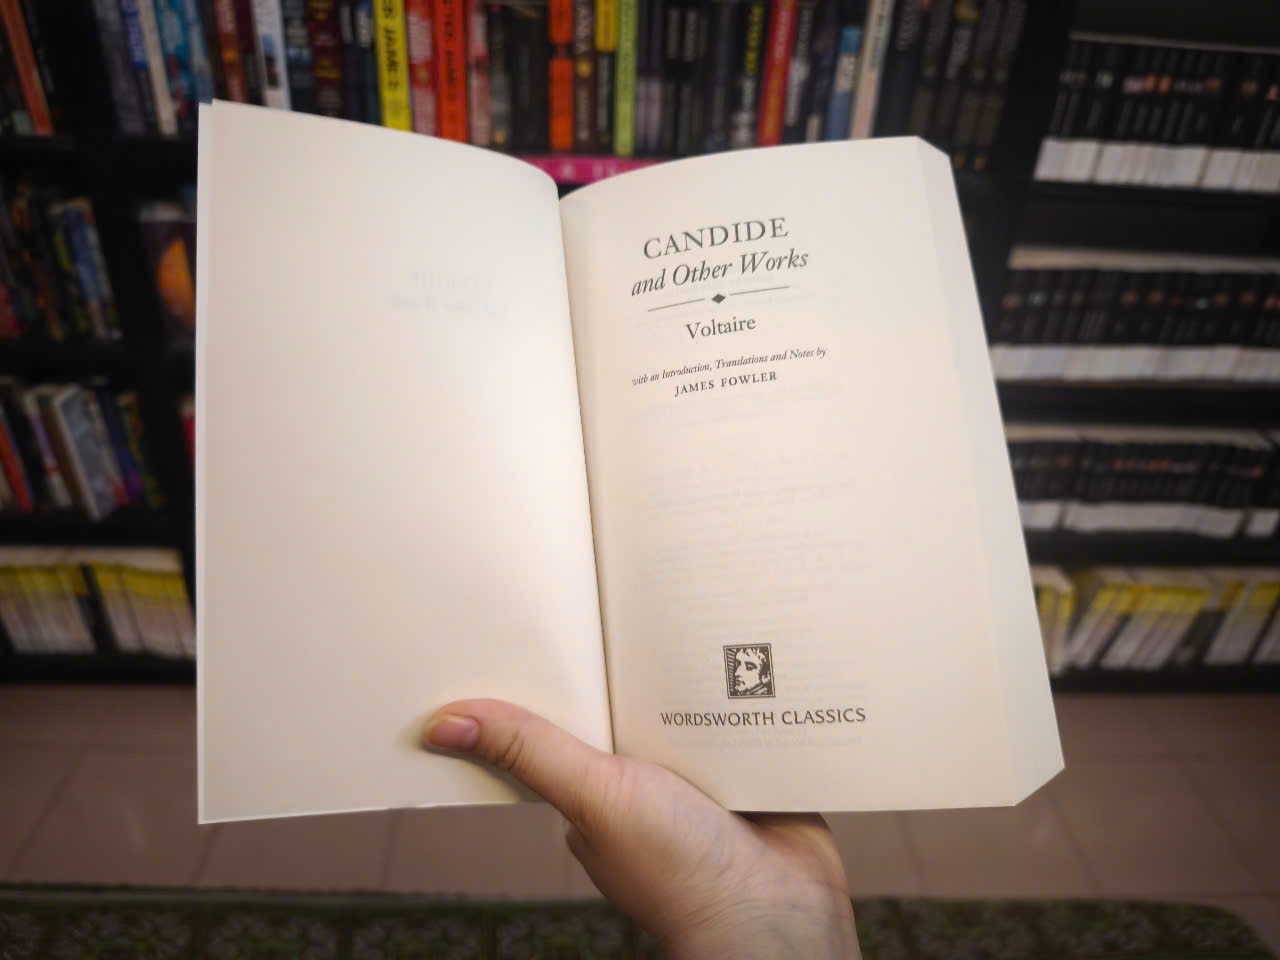 CANDIDE
and Other Works
Voltaire
with an Introduction, Translations and Notes by
JAMES FOWLER
WORDSWORTH CLASSICS